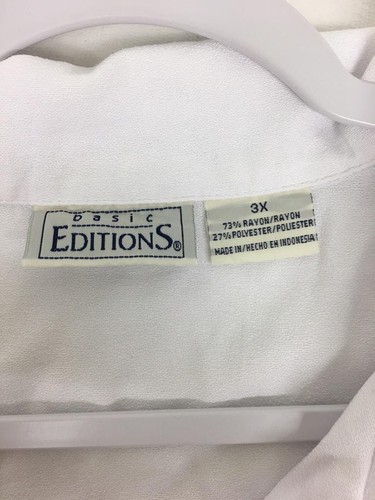 basic
EDITIONS®
3X
73% RAYON/RAYON
27% POLYESTER/POLIESTER
MADE IN/HECHO EN INDONESIA